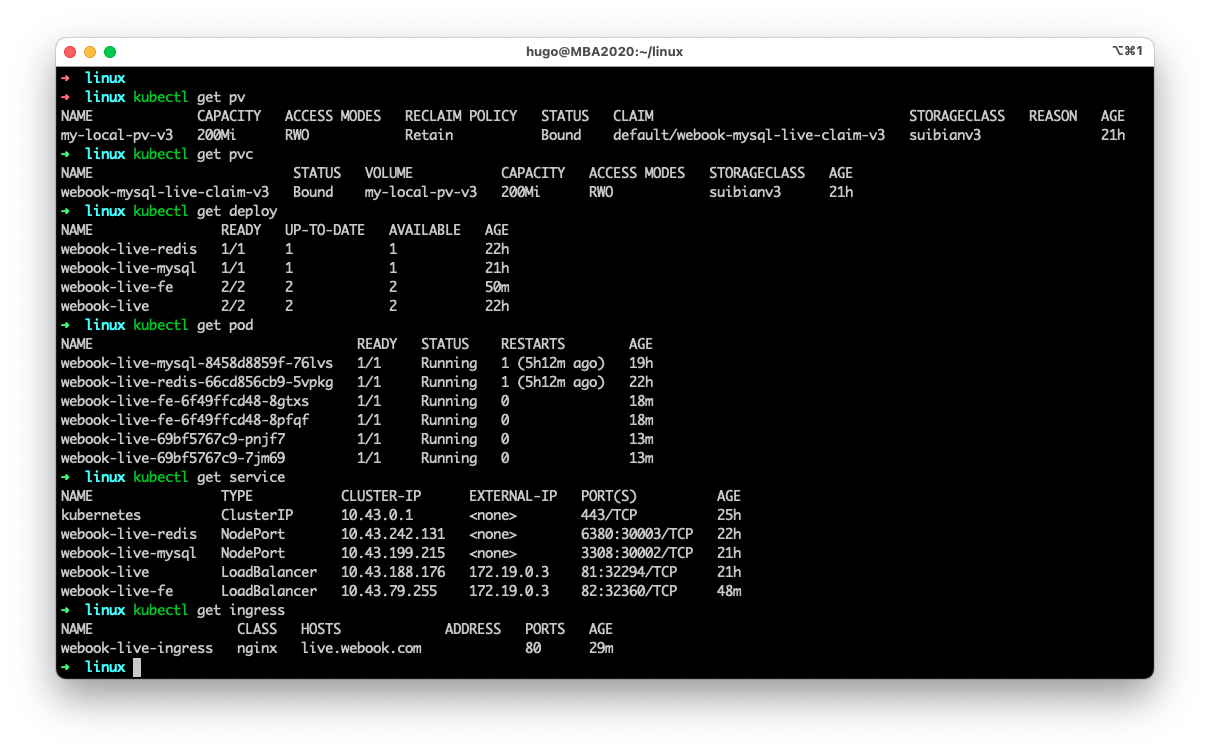 hugo@MBA2020:~/linux ⌥⌘1
➜ linux
➜ linux kubectl get pv
NAME CAPACITY ACCESS MODES RECLAIM POLICY STATUS CLAIM STORAGECLASS REASON AGE
my-local-pv-v3 200Mi RWO Retain Bound default/webook-mysql-live-claim-v3 suibianv3 21h
➜ linux kubectl get pvc
NAME STATUS VOLUME CAPACITY ACCESS MODES STORAGECLASS AGE
webook-mysql-live-claim-v3 Bound my-local-pv-v3 200Mi RWO suibianv3 21h
➜ linux kubectl get deploy
NAME READY UP-TO-DATE AVAILABLE AGE
webook-live-redis 1/1 1 1 22h
webook-live-mysql 1/1 1 1 21h
webook-live-fe 2/2 2 2 50m
webook-live 2/2 2 2 22h
➜ linux kubectl get pod
NAME READY STATUS RESTARTS AGE
webook-live-mysql-8458d8859f-76lvs 1/1 Running 1 (5h12m ago) 19h
webook-live-redis-66cd856cb9-5vpkg 1/1 Running 1 (5h12m ago) 22h
webook-live-fe-6f49ffcd48-8gtxs 1/1 Running 0 18m
webook-live-fe-6f49ffcd48-8pfqf 1/1 Running 0 18m
webook-live-69bf5767c9-pnjf7 1/1 Running 0 13m
webook-live-69bf5767c9-7jm69 1/1 Running 0 13m
➜ linux kubectl get service
NAME TYPE CLUSTER-IP EXTERNAL-IP PORT(S) AGE
kubernetes ClusterIP 10.43.0.1 <none> 443/TCP 25h
webook-live-redis NodePort 10.43.242.131 <none> 6380:30003/TCP 22h
webook-live-mysql NodePort 10.43.199.215 <none> 3308:30002/TCP 21h
webook-live LoadBalancer 10.43.188.176 172.19.0.3 81:32294/TCP 21h
webook-live-fe LoadBalancer 10.43.79.255 172.19.0.3 82:32360/TCP 48m
➜ linux kubectl get ingress
NAME CLASS HOSTS ADDRESS PORTS AGE
webook-live-ingress nginx live.webook.com 80 29m
➜ linux